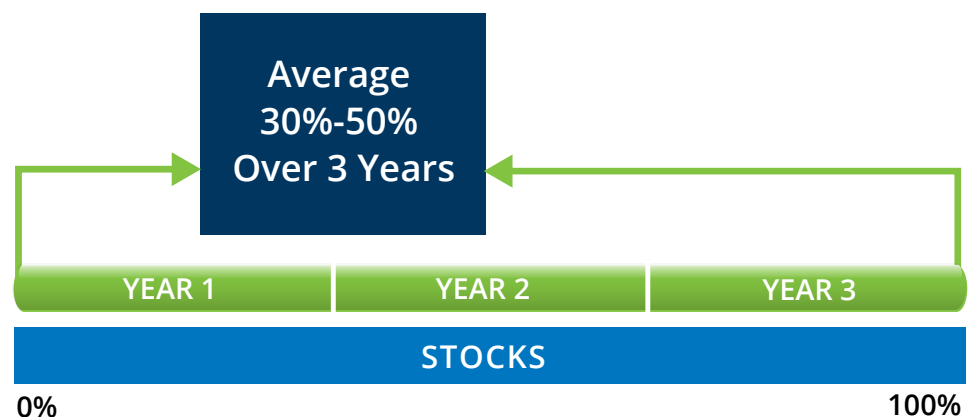 Average
30%-50%
Over 3 Years
YEAR 1 YEAR 2 YEAR 3
STOCKS
0% 100%